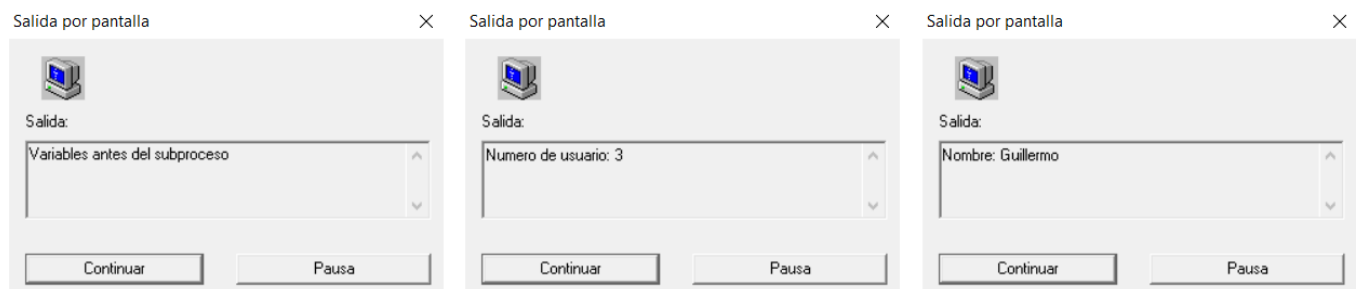 Salida por pantalla
Salida:
Variables antes del subproceso
Continuar
Pausa
Salida por pantalla
Salida:
Numero de usuario: 3
Continuar
Pausa
Salida por pantalla
Salida:
Nombre: Guillermo
Continuar
Pausa